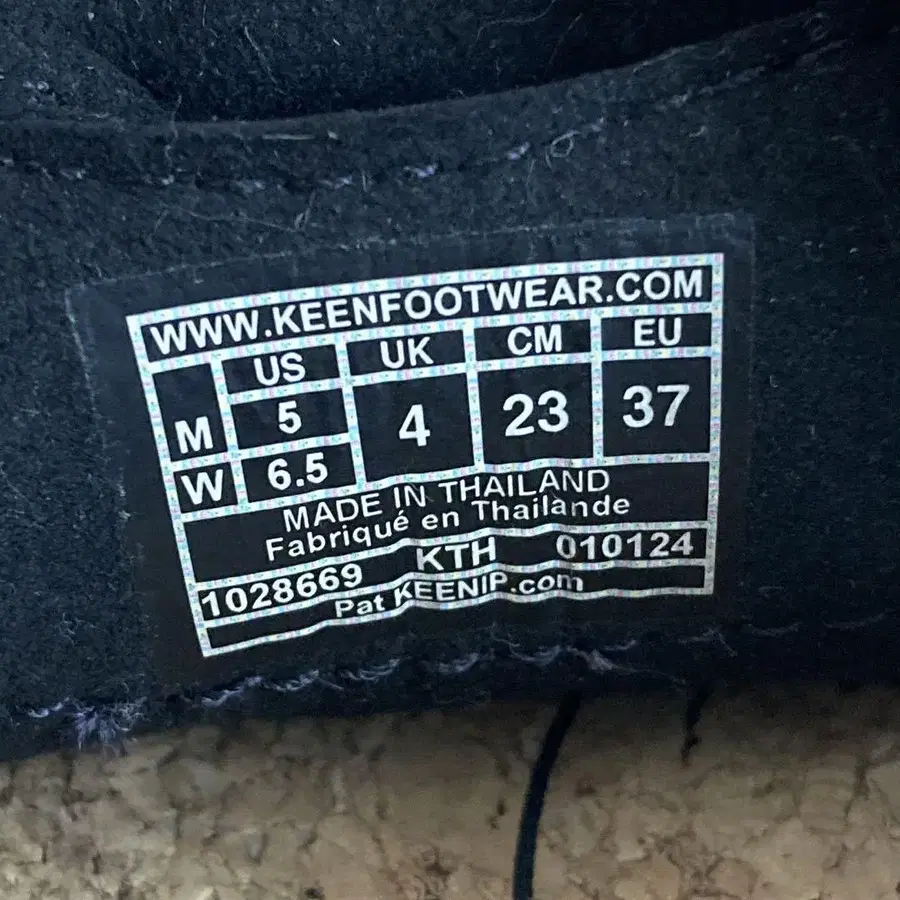 WWW.KEENFOOTWEAR.COM
US UK CM EU
M 5 4 23 37
W 6.5
MADE IN THAILAND
Fabriqué en Thailande
1028669 KTH 010124
Pat KEENIP.com